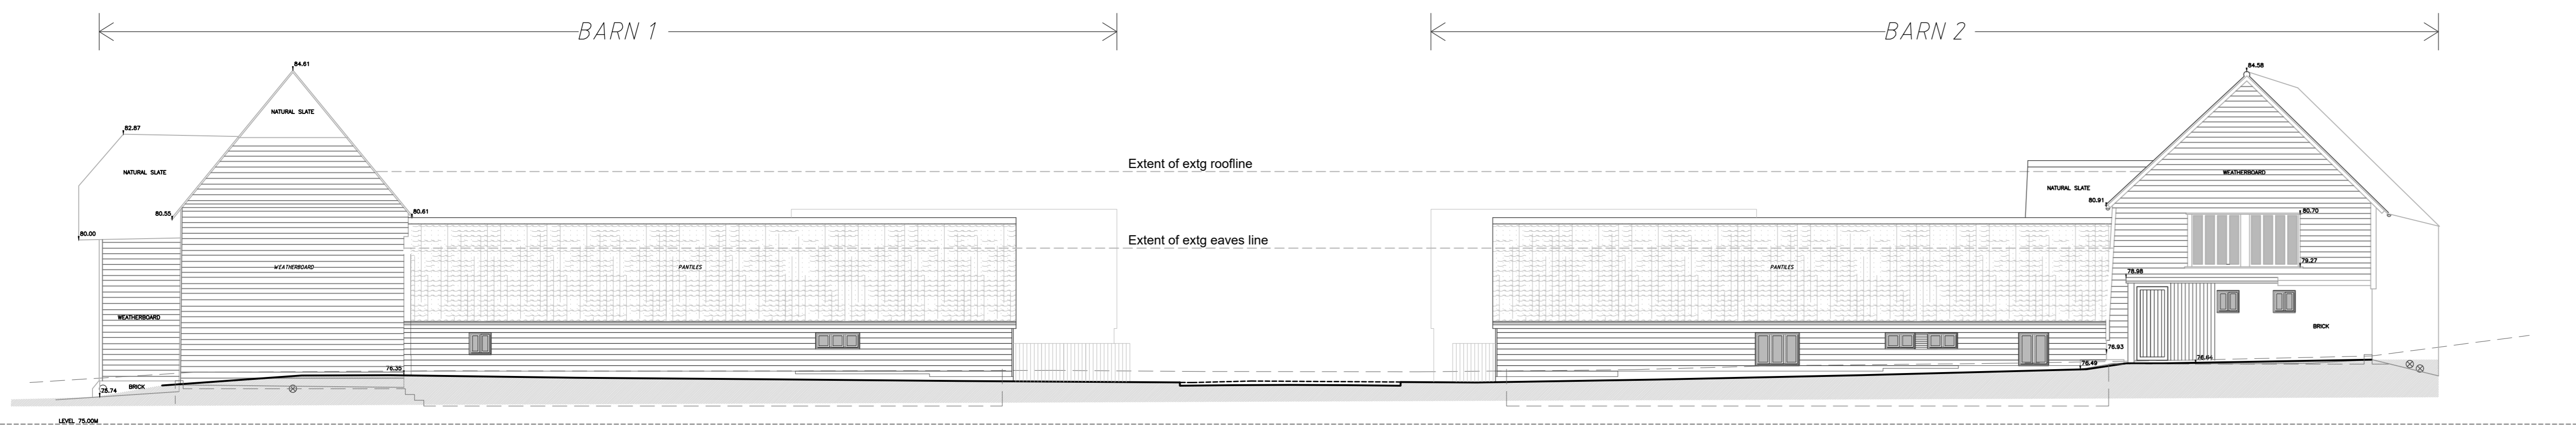 BARN 1
BARN 2
84.61
84.58
NATURAL SLATE
82.87
Extent of extg roofline
NATURAL SLATE
WEATHERBOARD
NATURAL SLATE
80.91
80.55
80.61
80.70
80.00
Extent of extg eaves line
79.27
WEATHERBOARD
PANTILES
PANTILES
78.98
WEATHERBOARD
BRICK
76.93
76.64
76.35
76.49
BRICK
75.74
LEVEL 75.00M